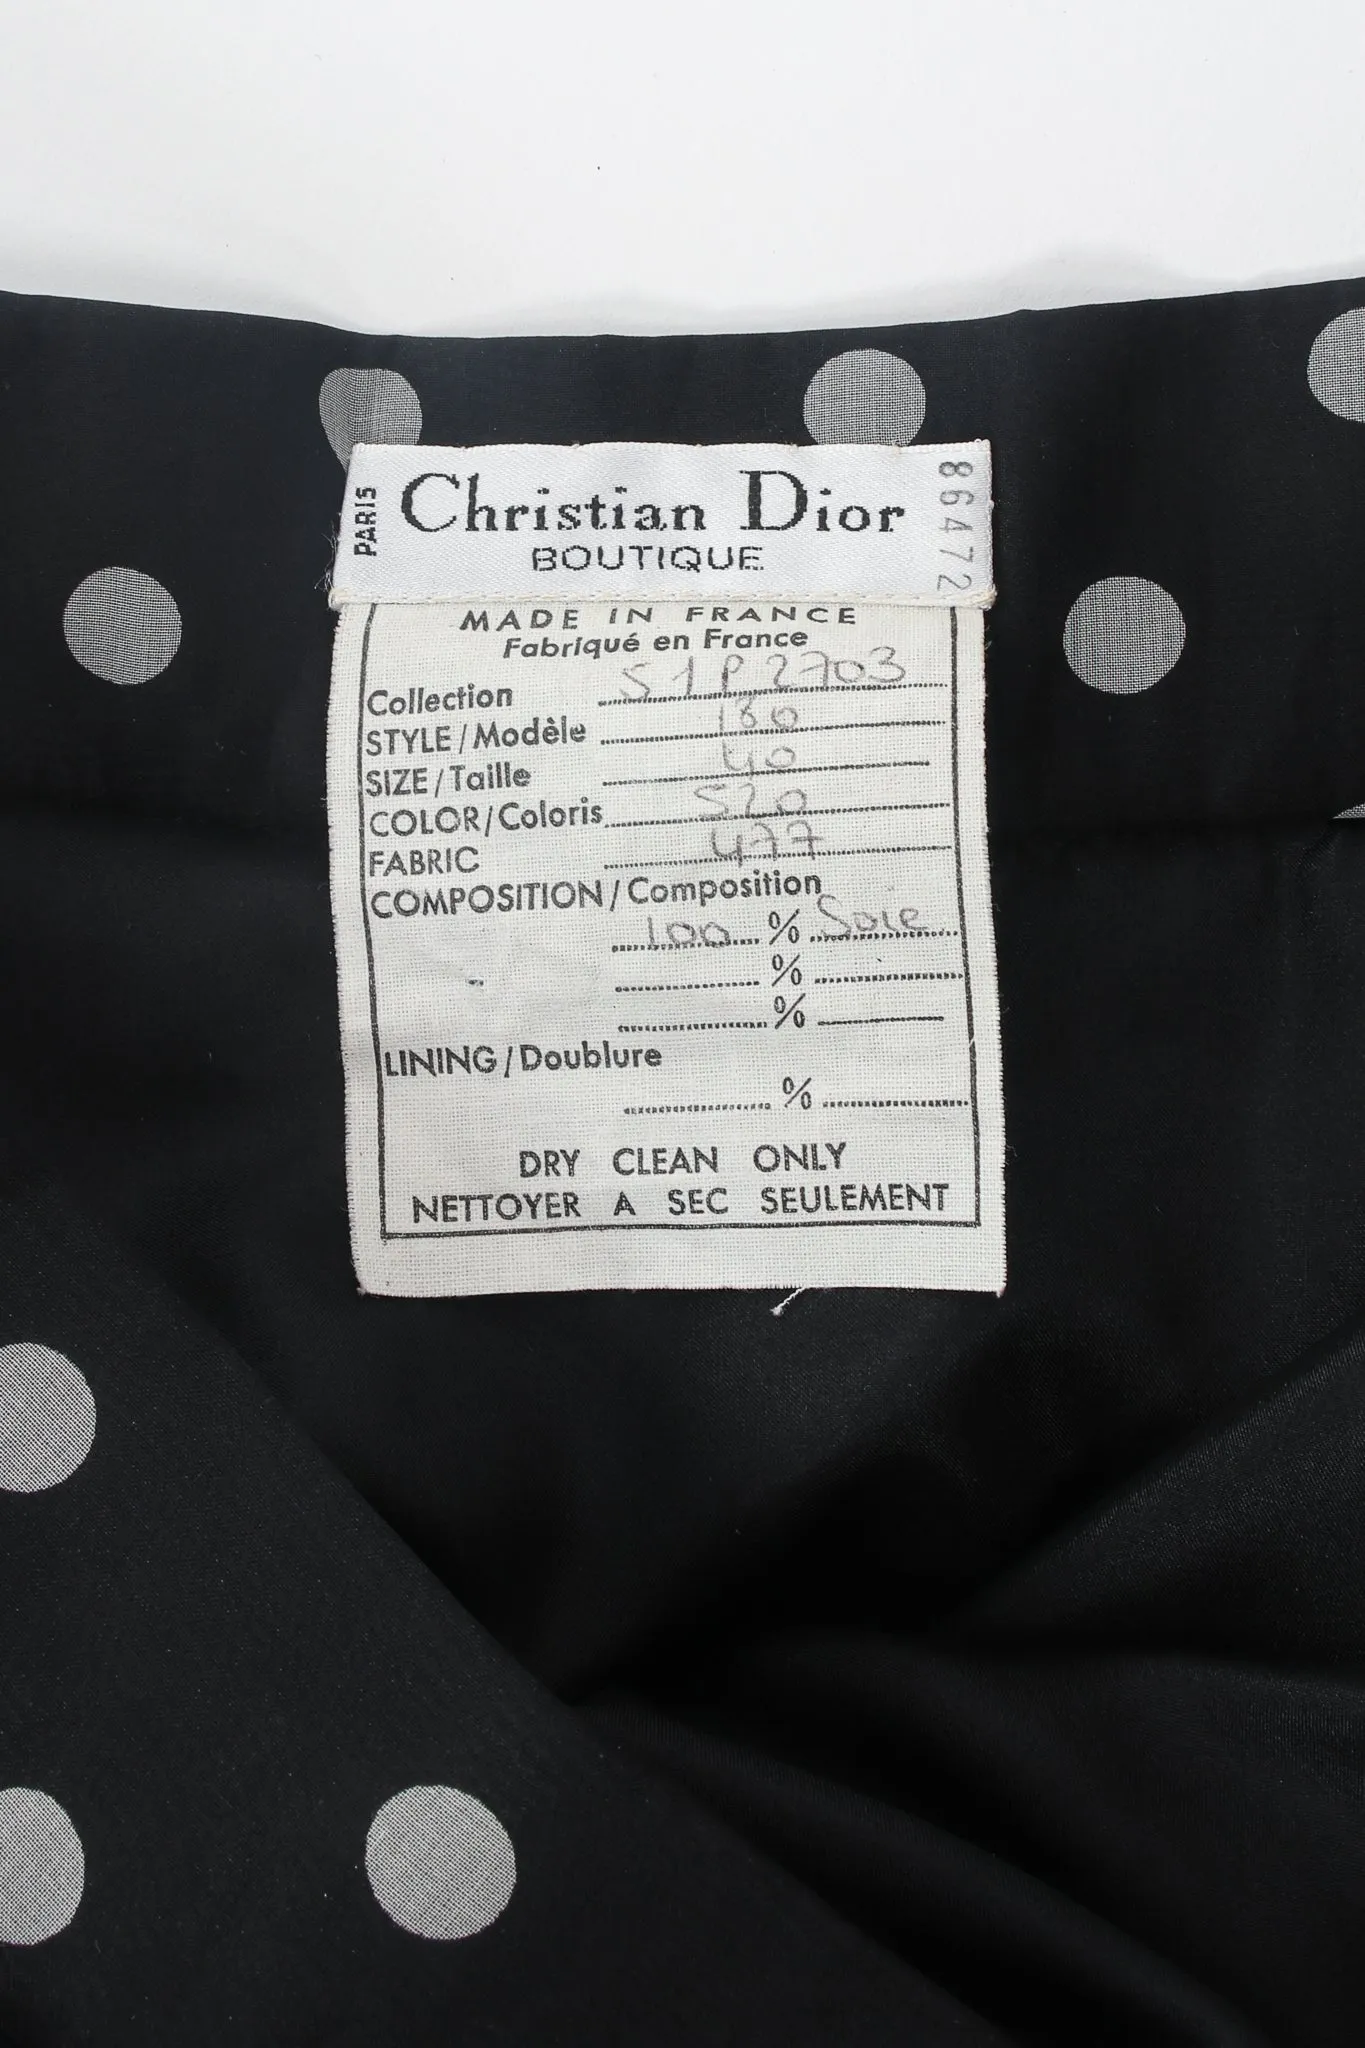 PARIS
Christian Dior
BOUTIQUE
86472
MADE IN FRANCE
Fabriqué en France
Collection S1P2703
STYLE/Modèle 180
SIZE/Taille 40
COLOR/Coloris 520
FABRIC 477
COMPOSITION/Composition
100 % Soie
%
%
LINING/Doublure
%
DRY CLEAN ONLY
NETTOYER A SEC SEULEMENT